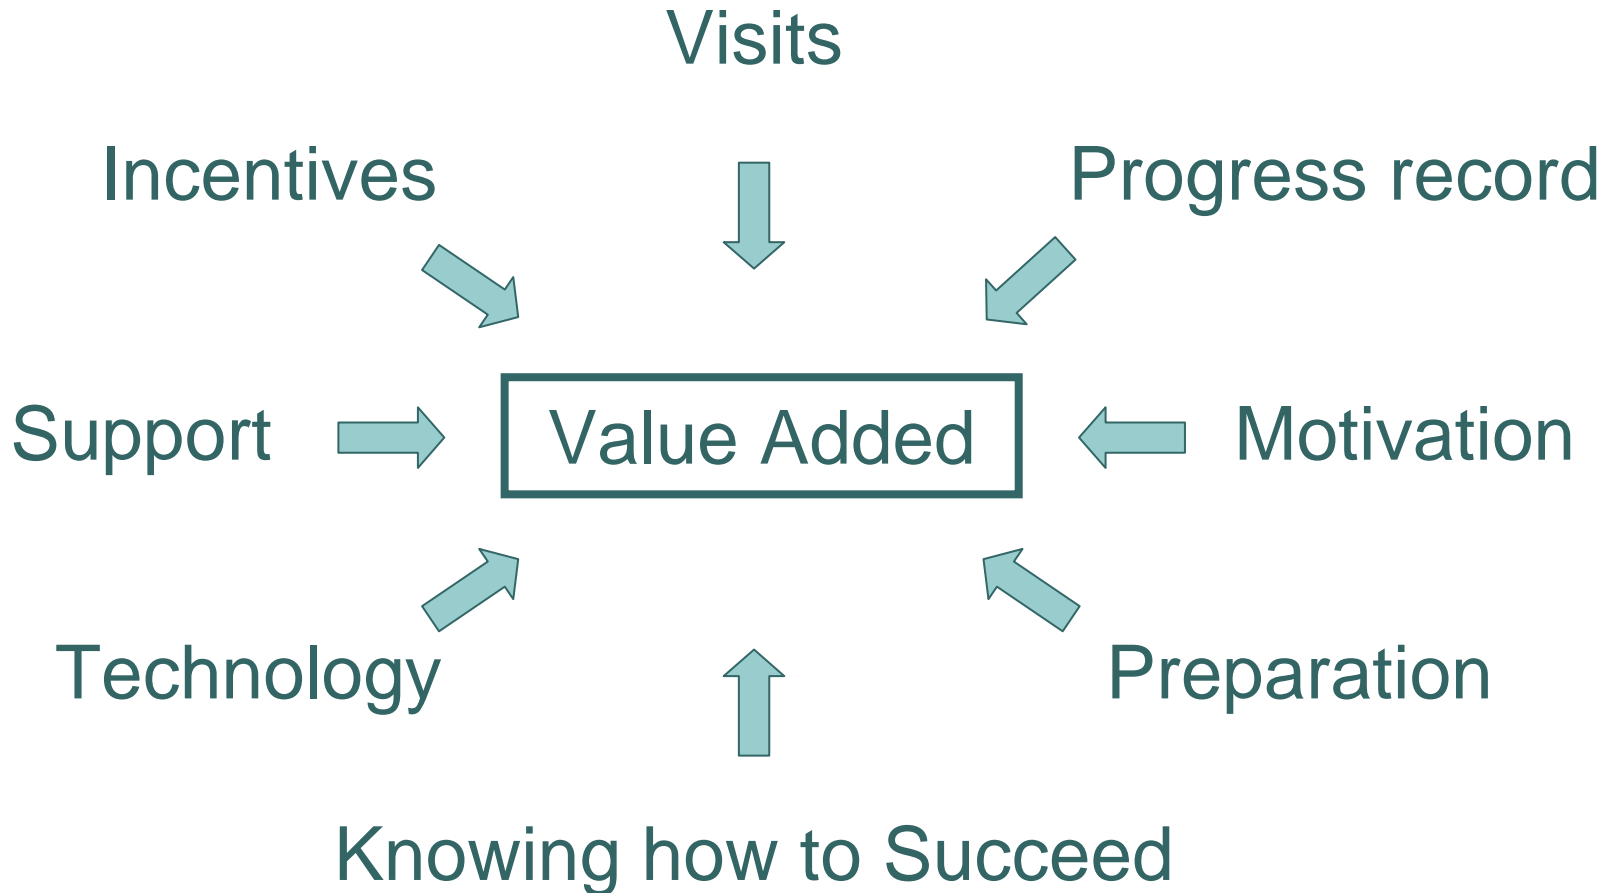 Visits
Incentives
Progress record
Support
Value Added
Motivation
Technology
Preparation
Knowing how to Succeed